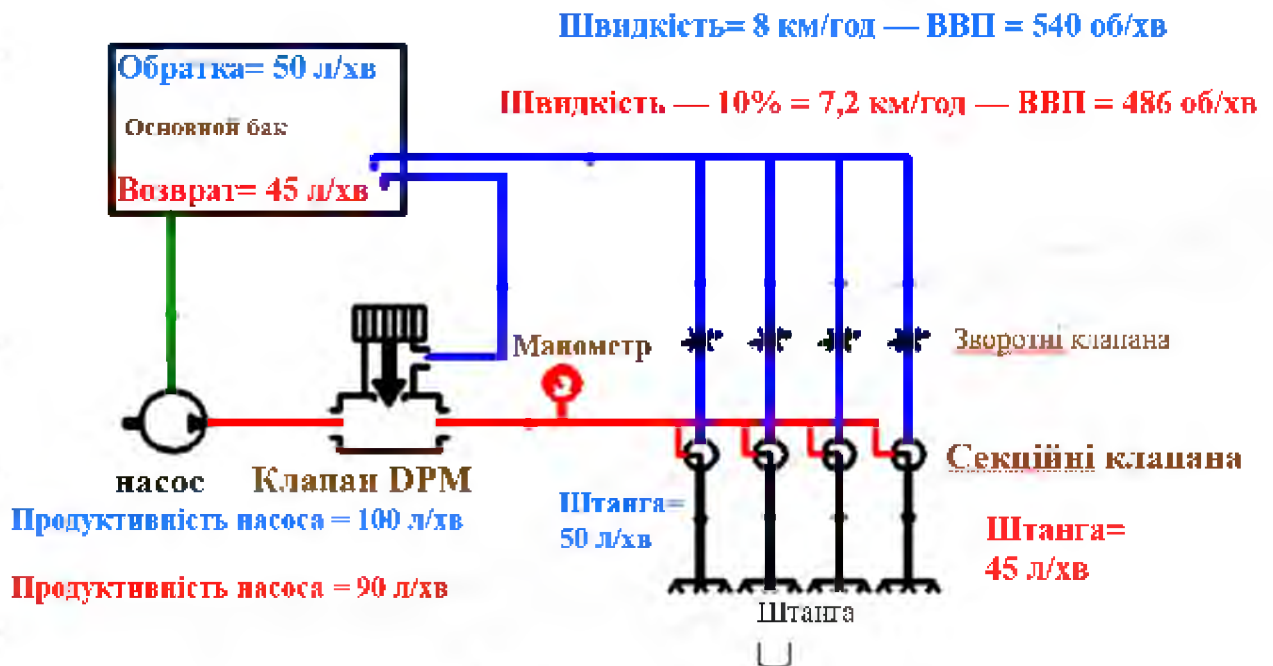 Швидкість= 8 км/год — ВВП = 540 об/хв
Обратка= 50 л/хв
Швидкість — 10% = 7,2 км/год — ВВП = 486 об/хв
Основной бак
Возврат= 45 л/хв
Манометр
Зворотні клапана
насос
Клапан DPM
Секційні клапана
Продуктивність насоса = 100 л/хв
Штанга=
50 л/хв
Штанга=
45 л/хв
Продуктивність насоса = 90 л/хв
Штанга